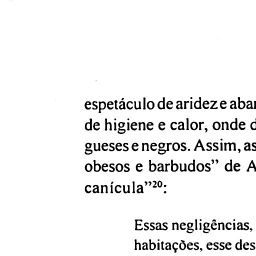 espetáculo de aridez e aba
de higiene e calor, onde d
gueses e negros. Assim, as
obesos e barbudos” de A
canícula”²⁰:
Essas negligências,
habitações, esse des